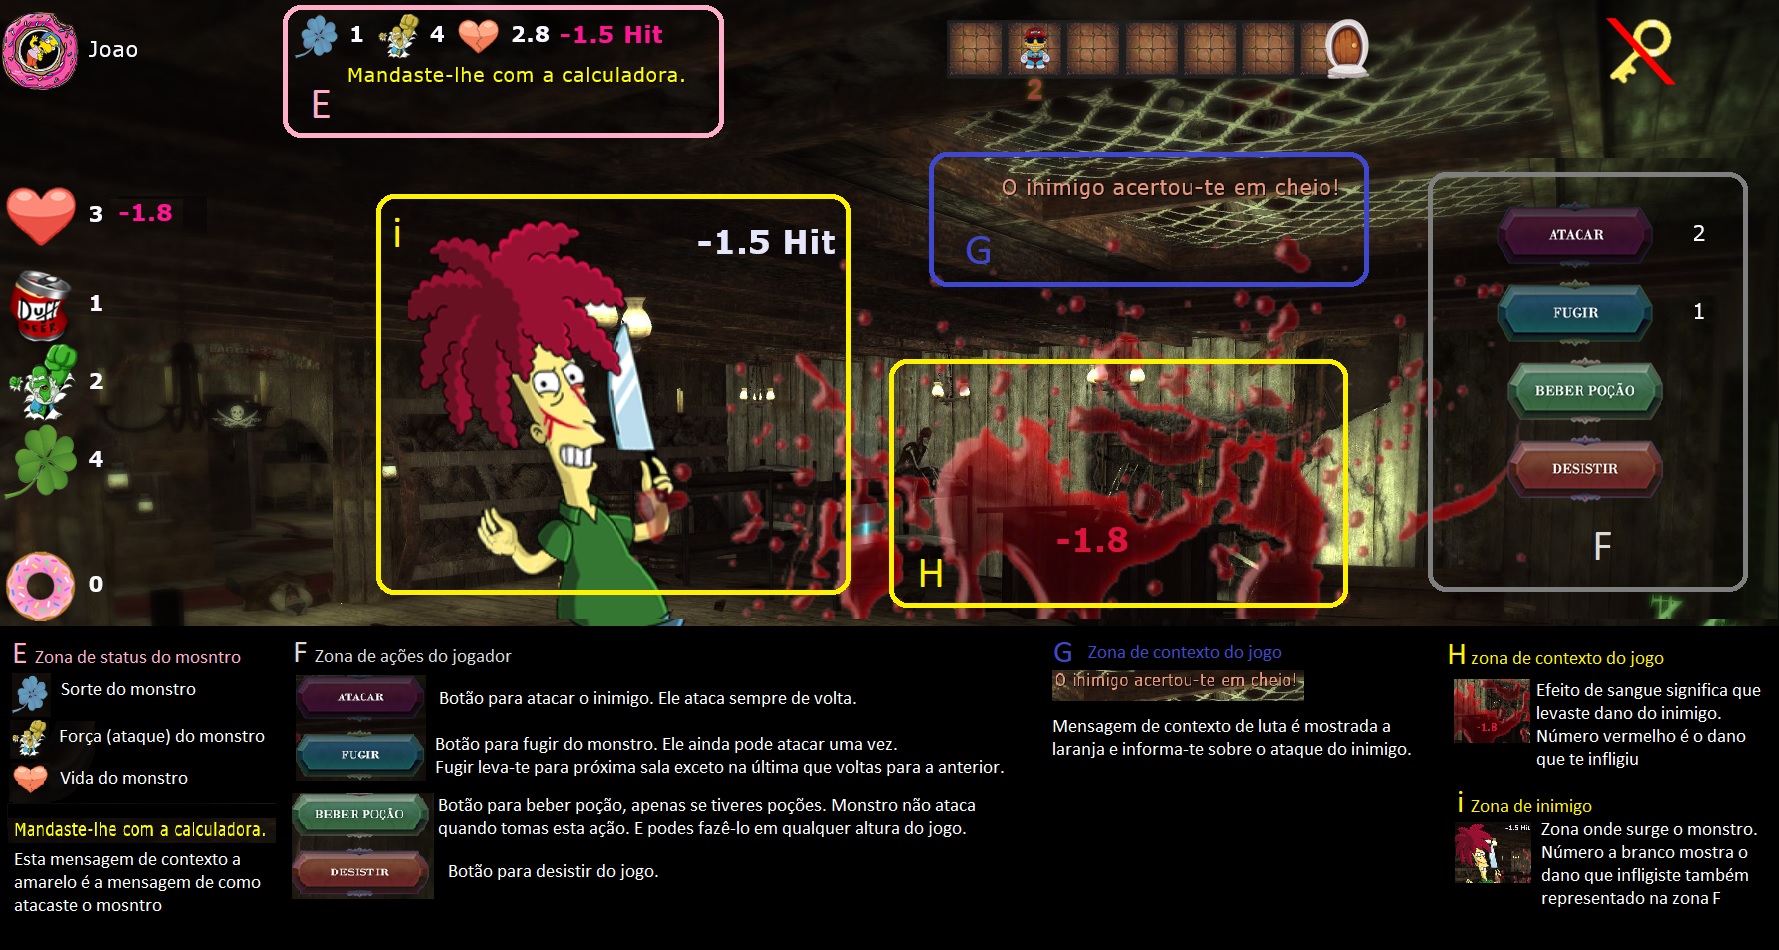 Joao
1 4 2.8 -1.5 Hit
Mandaste-lhe com a calculadora.
E
2
3 -1.8
1
2
4
0
DUFF
BEER
i
-1.5 Hit
O inimigo acertou-te em cheio!
G
-1.8
H
ATACAR 2
FUGIR 1
BEBER POÇÃO
DESISTIR
F
E Zona de status do mosntro
Sorte do monstro
Força (ataque) do monstro
Vida do monstro
Mandaste-lhe com a calculadora.
Esta mensagem de contexto a
amarelo é a mensagem de como
atacaste o mosntro
F Zona de ações do jogador
ATACAR
Botão para atacar o inimigo. Ele ataca sempre de volta.
FUGIR
Botão para fugir do monstro. Ele ainda pode atacar uma vez.
Fugir leva-te para próxima sala exceto na última que voltas para a anterior.
BEBER POÇÃO
Botão para beber poção, apenas se tiveres poções. Monstro não ataca
quando tomas esta ação. E podes fazê-lo em qualquer altura do jogo.
DESISTIR
Botão para desistir do jogo.
G Zona de contexto do jogo
O inimigo acertou-te em cheio!
Mensagem de contexto de luta é mostrada a
laranja e informa-te sobre o ataque do inimigo.
H zona de contexto do jogo
-1.8
Efeito de sangue significa que
levaste dano do inimigo.
Número vermelho é o dano
que te infligiu
i Zona de inimigo
-1.5 Hit
Zona onde surge o monstro.
Número a branco mostra o
dano que infligiste também
representado na zona F